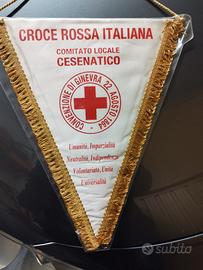 CROCE ROSSA ITALIANA
COMITATO LOCALE
CESENATICO
CONVENZIONE DI GINEVRA 22 AGOSTO 1864
Umanità, Imparzialità
Neutralità, Indipendenza
Volontariato, Unità
Universalità
subito